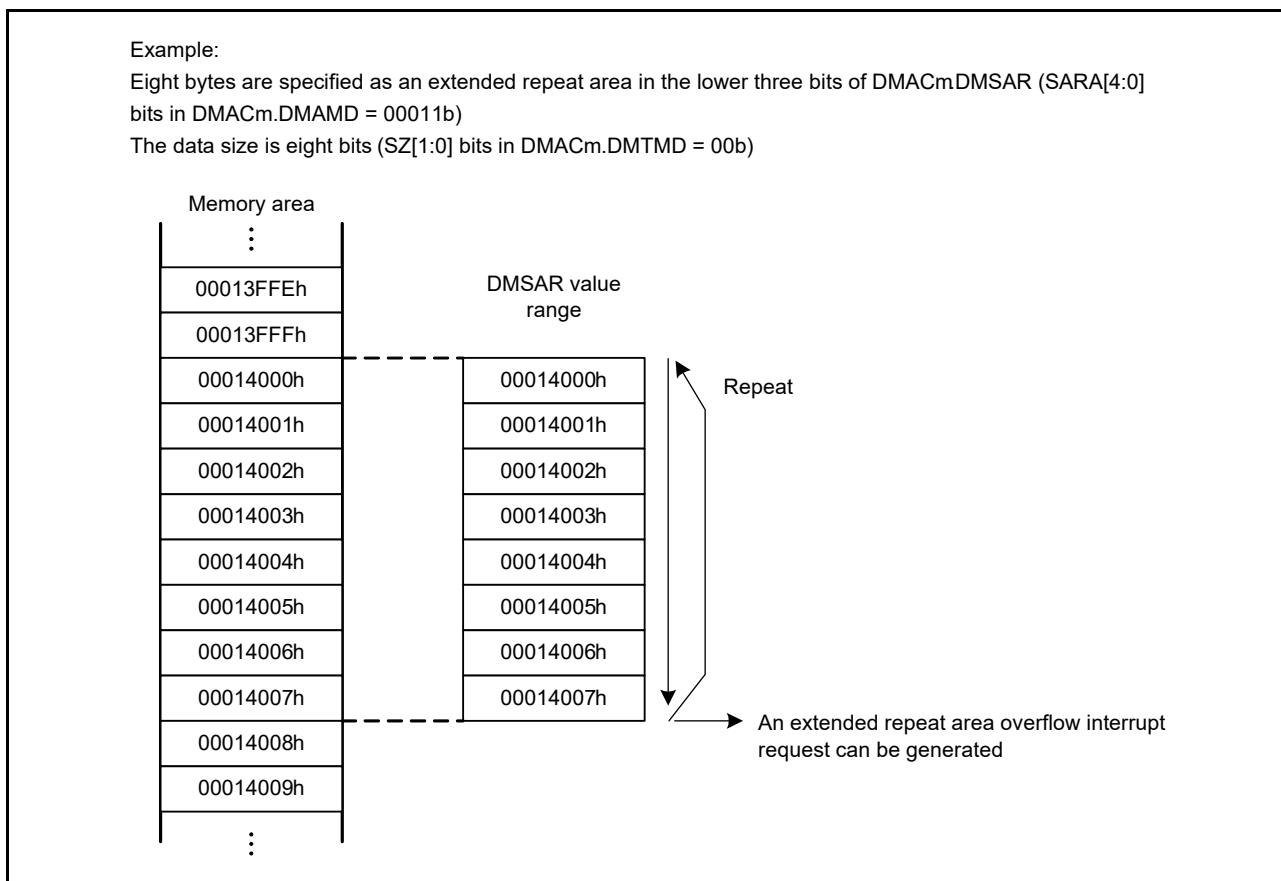 Example:
Eight bytes are specified as an extended repeat area in the lower three bits of DMACm.DMSAR (SARA[4:0]
bits in DMACm.DMAMD = 00011b)
The data size is eight bits (SZ[1:0] bits in DMACm.DMTMD = 00b)
Memory area
00013FFEh
00013FFFh
00014000h
00014001h
00014002h
00014003h
00014004h
00014005h
00014006h
00014007h
00014008h
00014009h
DMSAR value
range
00014000h
00014001h
00014002h
00014003h
00014004h
00014005h
00014006h
00014007h
Repeat
An extended repeat area overflow interrupt
request can be generated